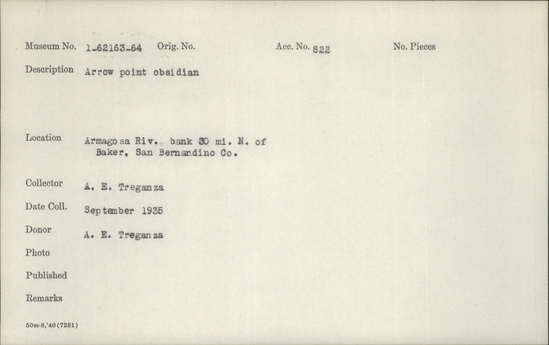 Museum No. 1-62163-64 Orig. No. Acc. No. 822 No. Pieces
Description Arrow point obsidian
Location Armagosa Riv. bank 30 mi. N. of
Baker, San Bernardino Co.
Collector A. E. Treganza
Date Coll. September 1935
Donor A. E. Treganza
Photo
Published
Remarks
50m-8,'40(7281)